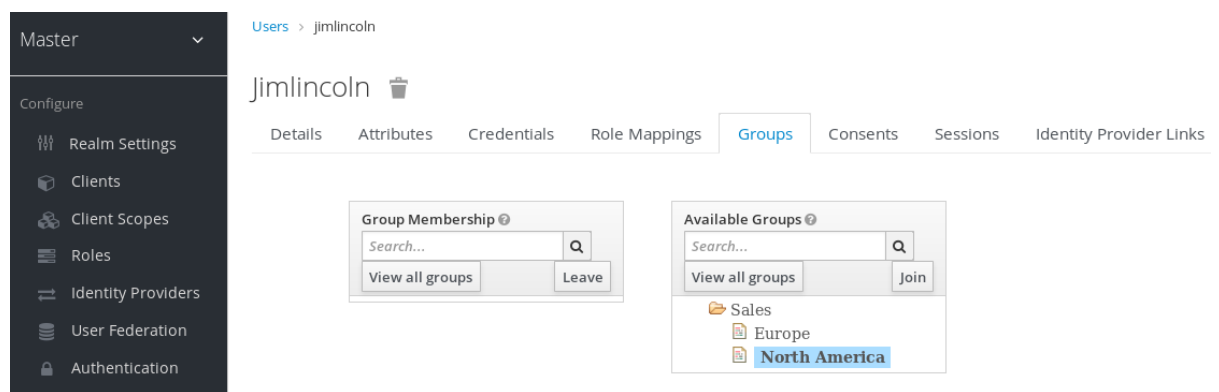 Master
Configure
Realm Settings
Clients
Client Scopes
Roles
Identity Providers
User Federation
Authentication
Users > jimlincoln
Jimlincoln
Details Attributes Credentials Role Mappings Groups Consents Sessions Identity Provider Links
Group Membership
Search...
View all groups Leave
Available Groups
Search...
View all groups Join
Sales
Europe
North America